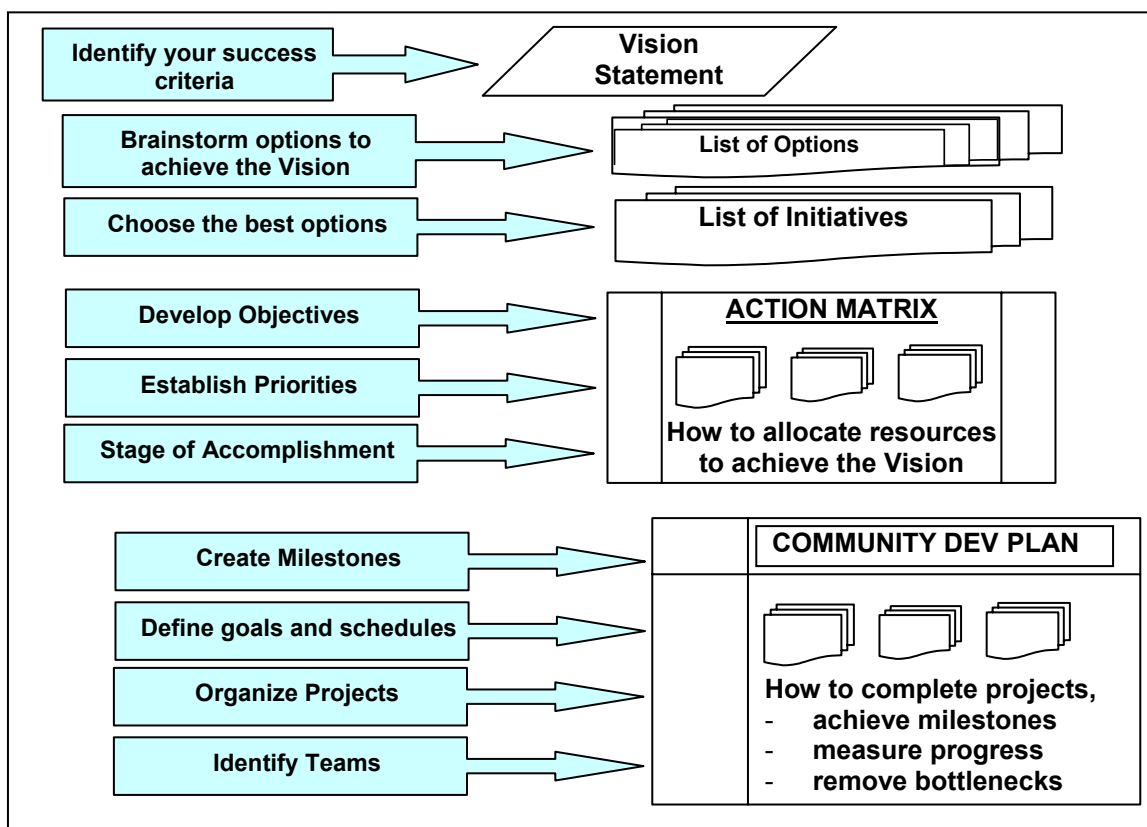 Identify your success
criteria
Vision
Statement
Brainstorm options to
achieve the Vision
List of Options
Choose the best options
List of Initiatives
Develop Objectives
Establish Priorities
Stage of Accomplishment
ACTION MATRIX
How to allocate resources
to achieve the Vision
Create Milestones
Define goals and schedules
Organize Projects
Identify Teams
COMMUNITY DEV PLAN
How to complete projects,
- achieve milestones
- measure progress
- remove bottlenecks